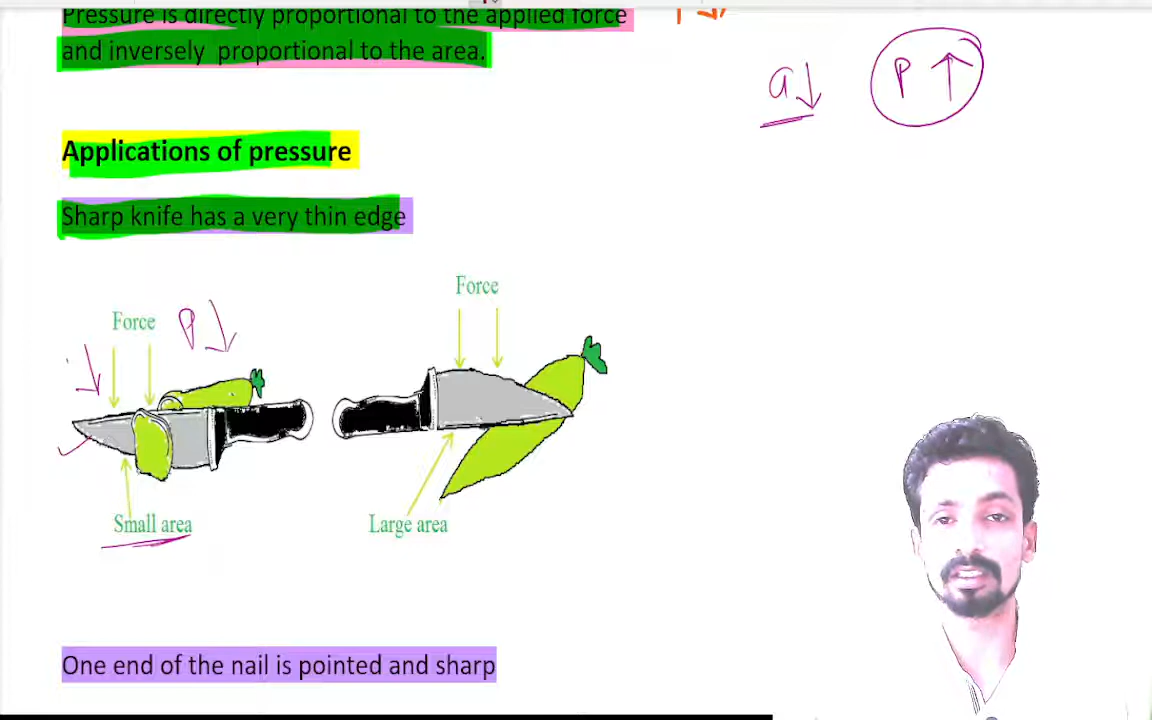 Pressure is directly proportional to the applied force
and inversely proportional to the area.
a↓ P↑
Applications of pressure
Sharp knife has a very thin edge
Force
Force
P↓
Small area
Large area
One end of the nail is pointed and sharp